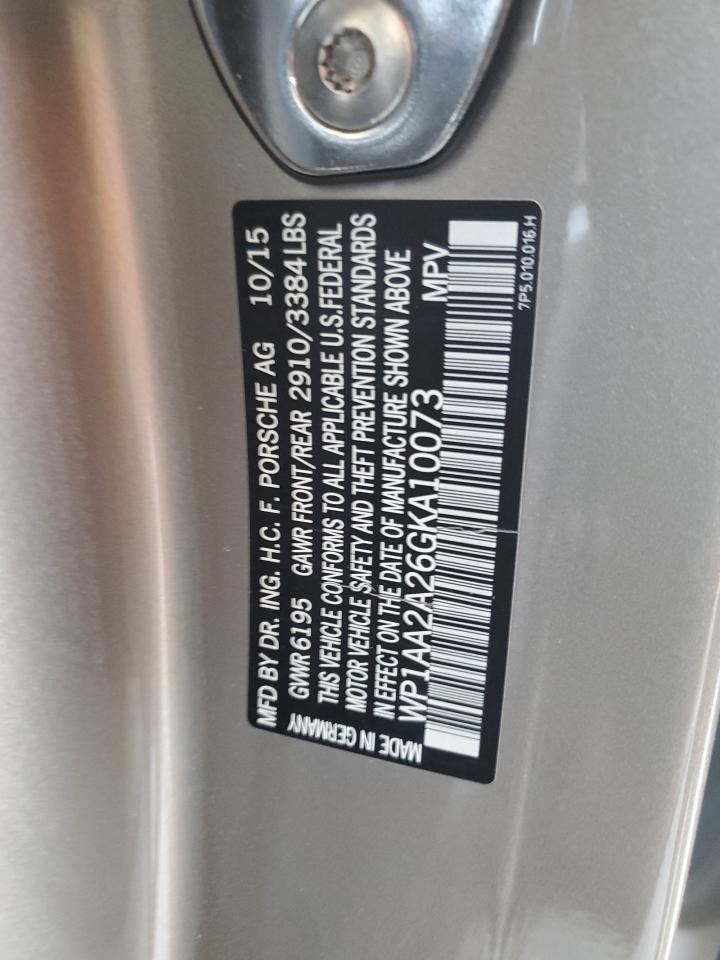 MFD BY DR. ING. H.C. F. PORSCHE AG 10/15
GVWR 6195 GAWR FRONT/REAR 2910/3384 LBS
THIS VEHICLE CONFORMS TO ALL APPLICABLE U.S. FEDERAL
MOTOR VEHICLE SAFETY AND THEFT PREVENTION STANDARDS
IN EFFECT ON THE DATE OF MANUFACTURE SHOWN ABOVE
WP1AA2A26GKA10073 MPV
MADE IN GERMANY
7P5.010.016.H